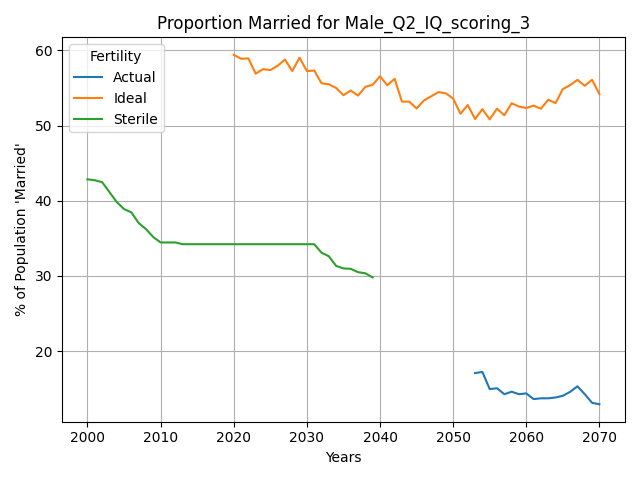 Proportion Married for Male_Q2_IQ_scoring_3
Fertility
Actual
Ideal
Sterile
% of Population 'Married'
60
50
40
30
20
2000 2010 2020 2030 2040 2050 2060 2070
Years